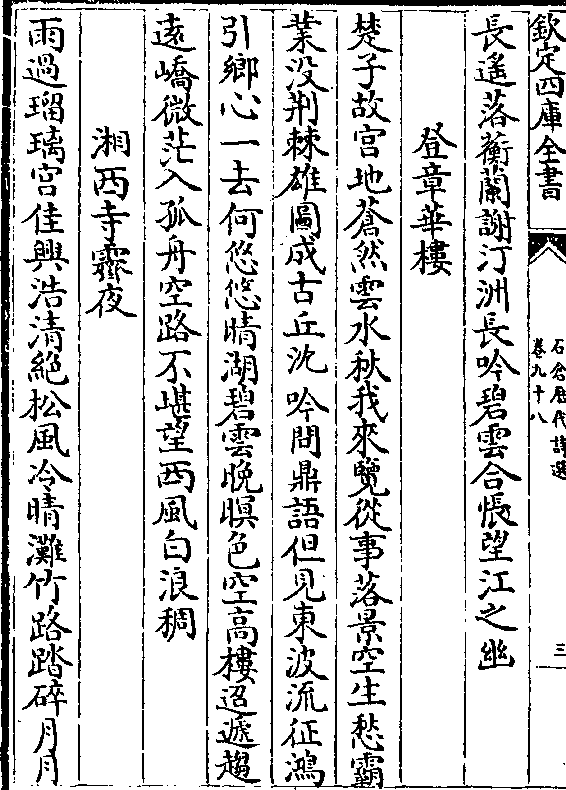 欽定四庫全書
石倉歷代詩選
卷九十八
三
長遙落蘅蘭謝汀洲長吟碧雲合悵望江之幽
登章華樓
楚子故宮地蒼然雲水秋我來覽從事落景空生愁霸
業没荆棘雄圖成古丘沈吟問鼎語但見東波流征鴻
引鄉心一去何悠悠晴湖碧雲晚暝色空高樓迢遞趨
遠嶠微茫入孤舟空路不堪望西風白浪稠
湘西寺霽夜
雨過琉璃宮佳興浩清絕松風冷晴灘竹路踏碎月月